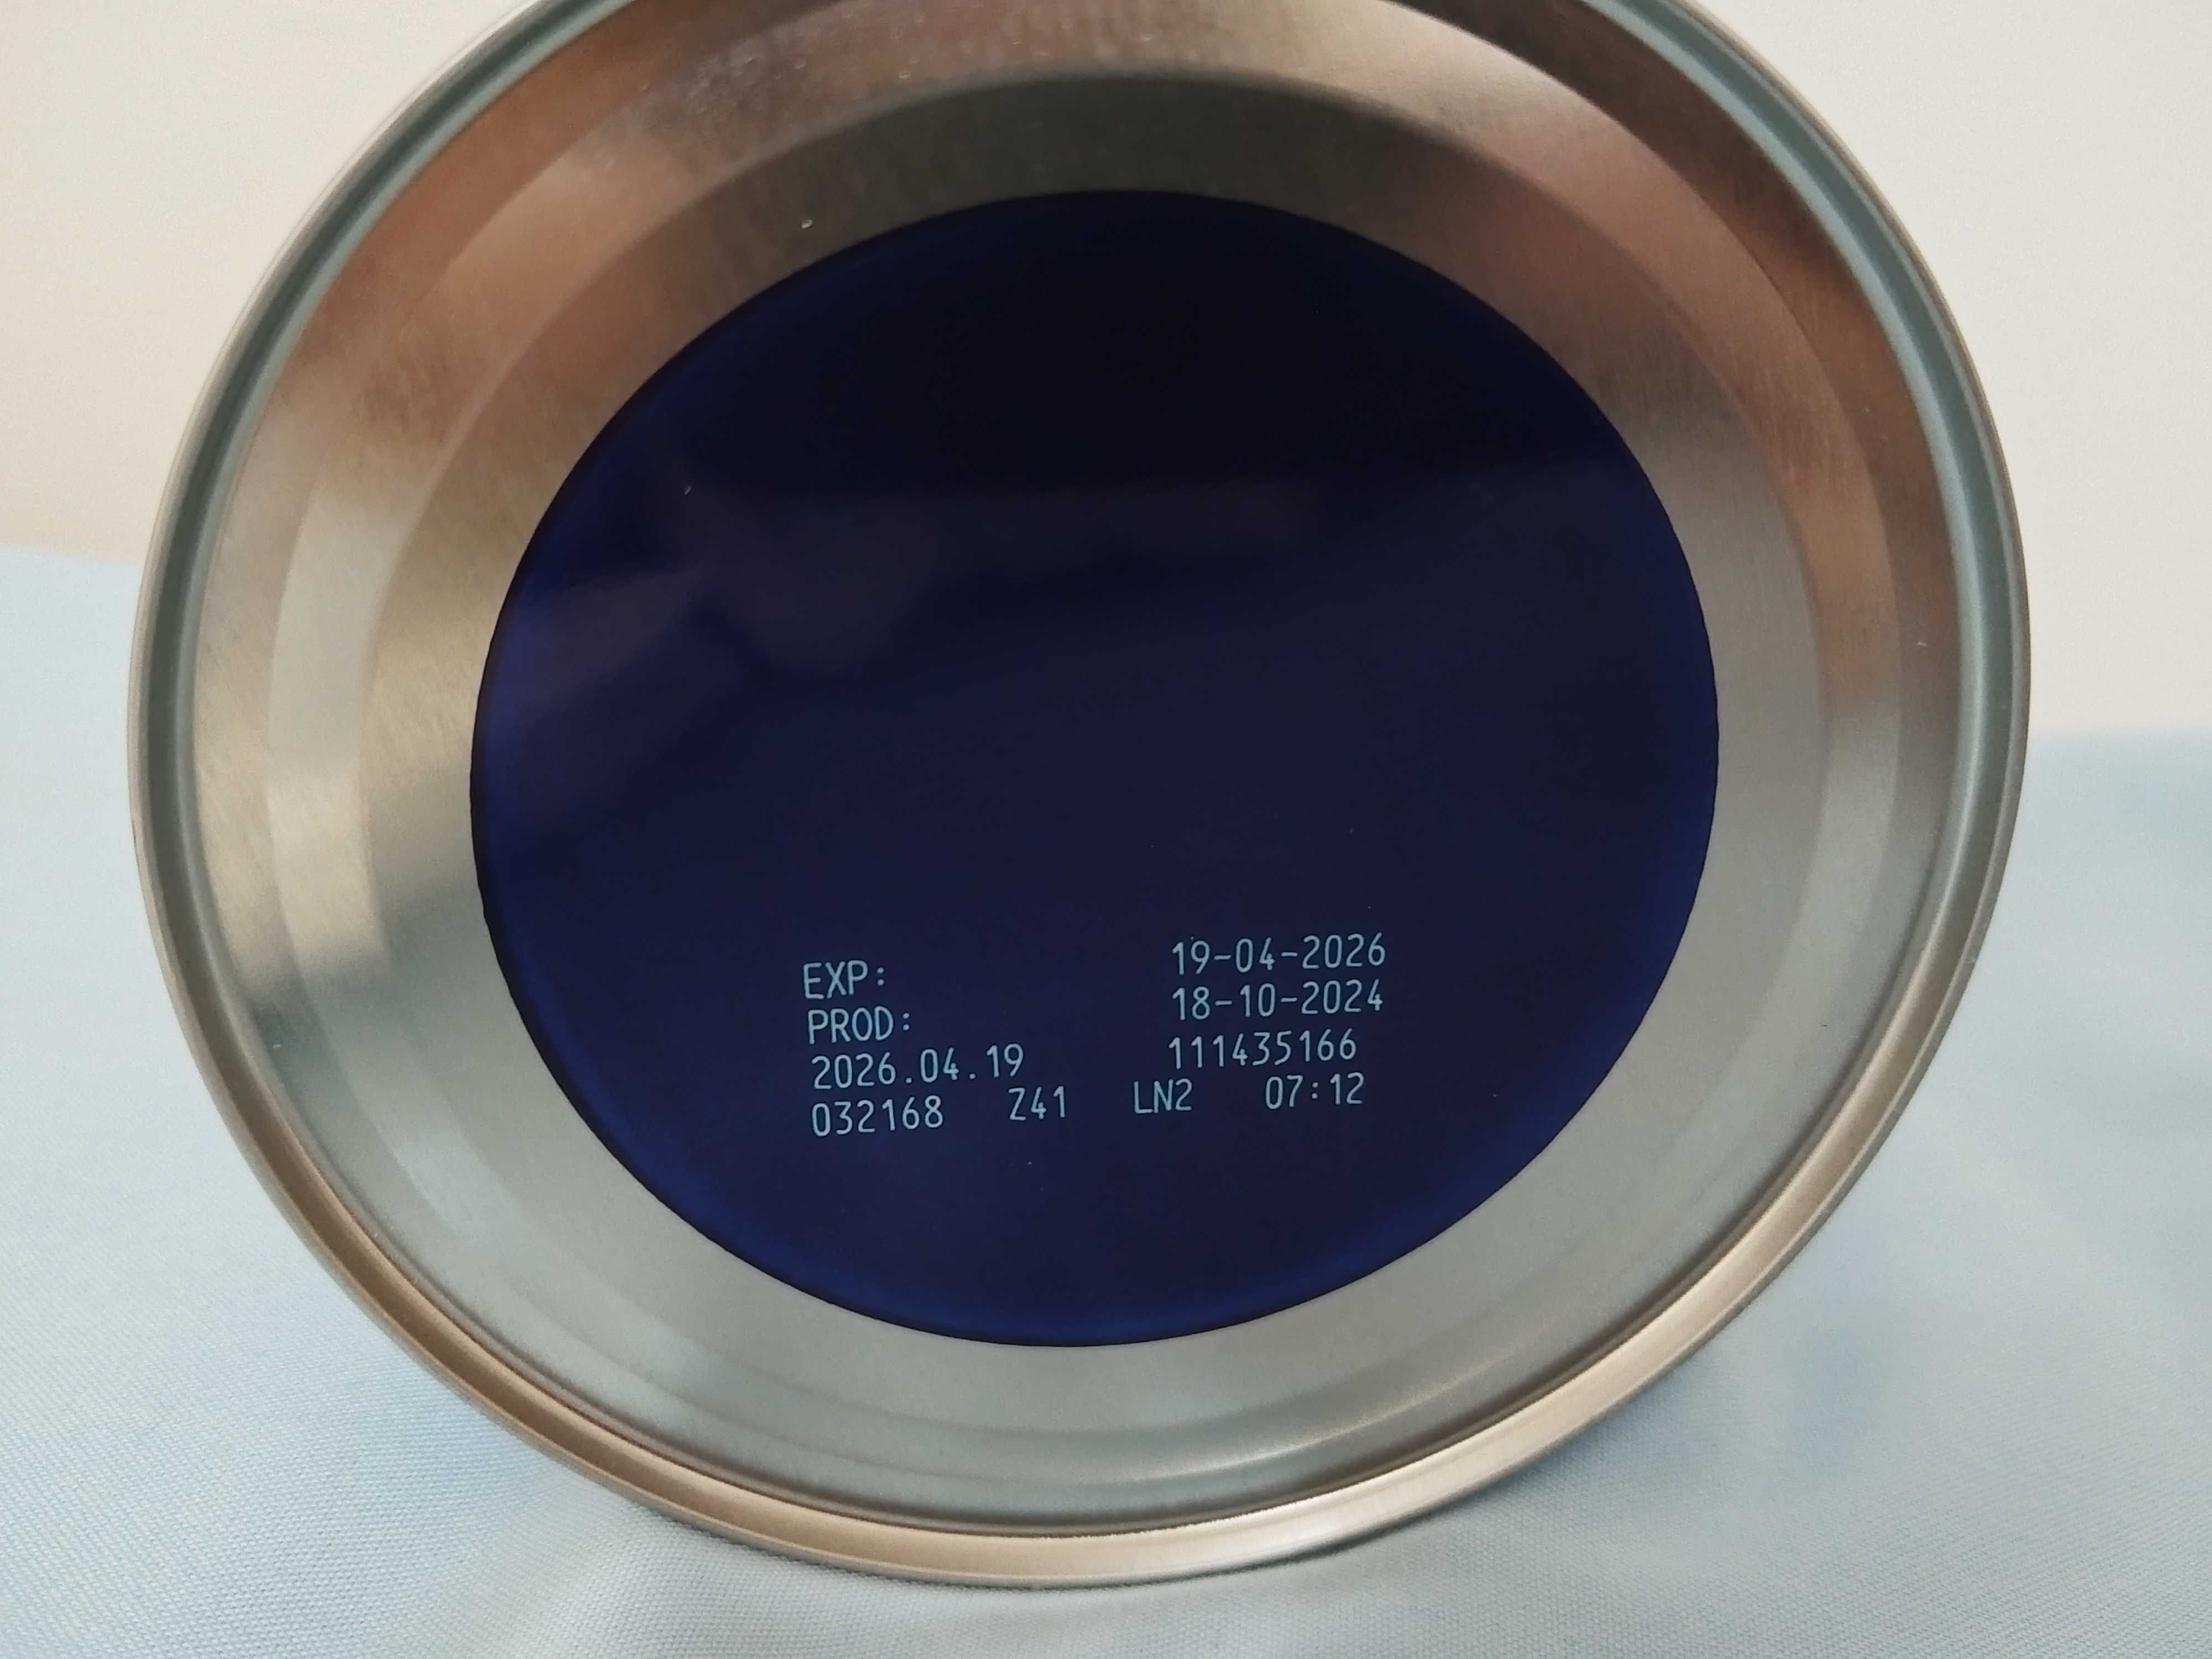 EXP: 19-04-2026
PROD: 18-10-2024
2026.04.19 111435166
032168 Z41 LN2 07:12